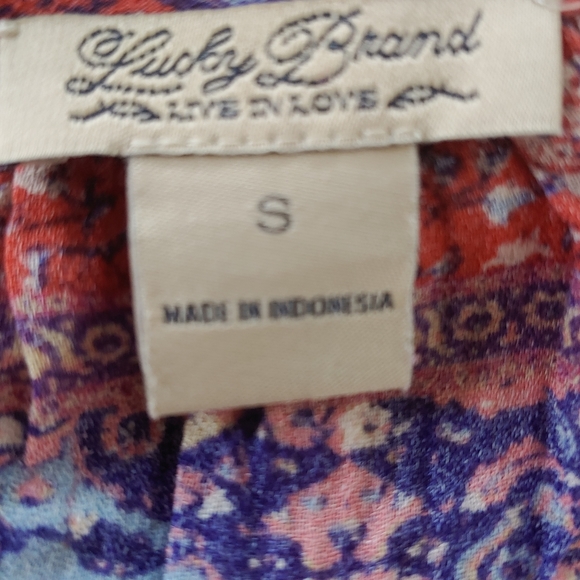 Lucky Brand
LIVE IN LOVE
S
MADE IN INDONESIA